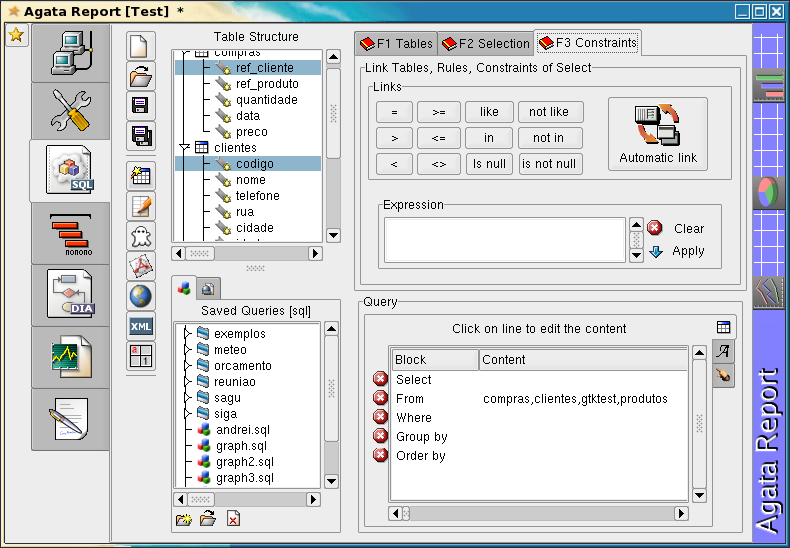 Agata Report [Test] *
Table Structure
compras
ref_cliente
ref_produto
quantidade
data
preco
clientes
codigo
nome
telefone
rua
cidade
F1 Tables
F2 Selection
F3 Constraints
Link Tables, Rules, Constraints of Select
Links
= >= like not like
> <= in not in
< <> Is null is not null
Automatic link
Expression
Clear
Apply
SQL
nonono
DIA
XML
Saved Queries [sql]
exemplos
meteo
orcamento
reuniao
sagu
siga
andrei.sql
graph.sql
graph2.sql
graph3.sql
Query
Click on line to edit the content
Block Content
Select
From compras,clientes,gtktest,produtos
Where
Group by
Order by
A
Agata Report